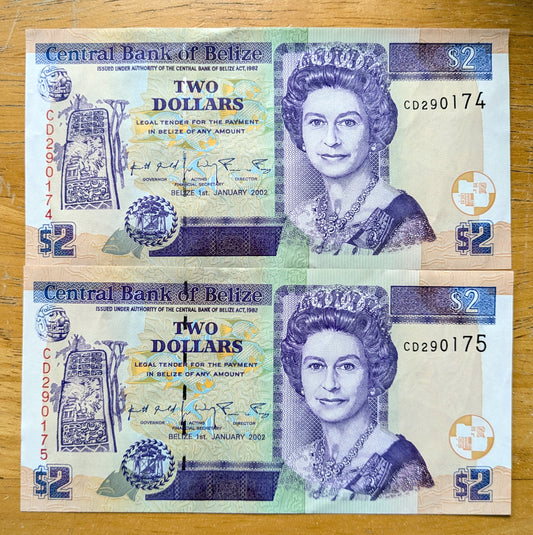 Central Bank of Belize
$2
ISSUED UNDER AUTHORITY OF THE CENTRAL BANK OF BELIZE ACT, 1982
TWO
DOLLARS
CD290174
LEGAL TENDER FOR THE PAYMENT
IN BELIZE OF ANY AMOUNT
CD290174
GOVERNOR
ACTING
FINANCIAL SECRETARY
DIRECTOR
BELIZE 1st. JANUARY 2002
$2
$2
Central Bank of Belize
$2
ISSUED UNDER AUTHORITY OF THE CENTRAL BANK OF BELIZE ACT, 1982
TWO
DOLLARS
CD290175
LEGAL TENDER FOR THE PAYMENT
IN BELIZE OF ANY AMOUNT
CD290175
GOVERNOR
ACTING
FINANCIAL SECRETARY
DIRECTOR
BELIZE 1st. JANUARY 2002
$2
$2